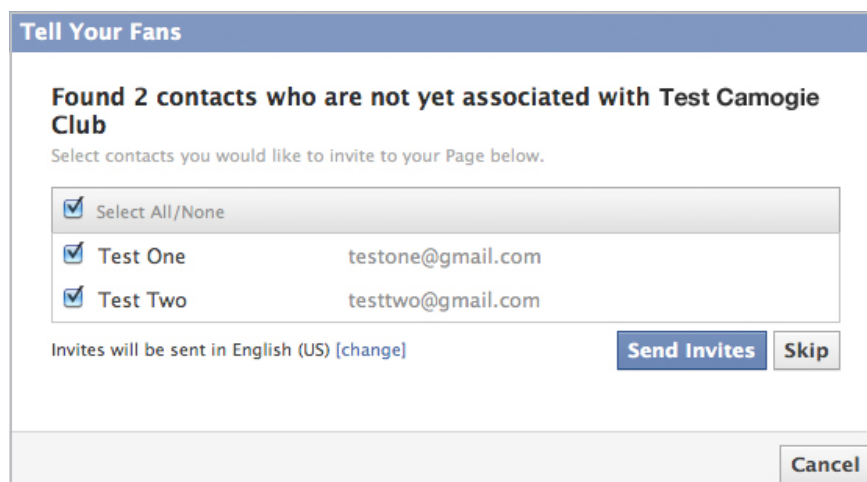 Tell Your Fans
Found 2 contacts who are not yet associated with Test Camogie
Club
Select contacts you would like to invite to your Page below.
Select All/None
Test One testone@gmail.com
Test Two testtwo@gmail.com
Invites will be sent in English (US) [change] Send Invites Skip
Cancel